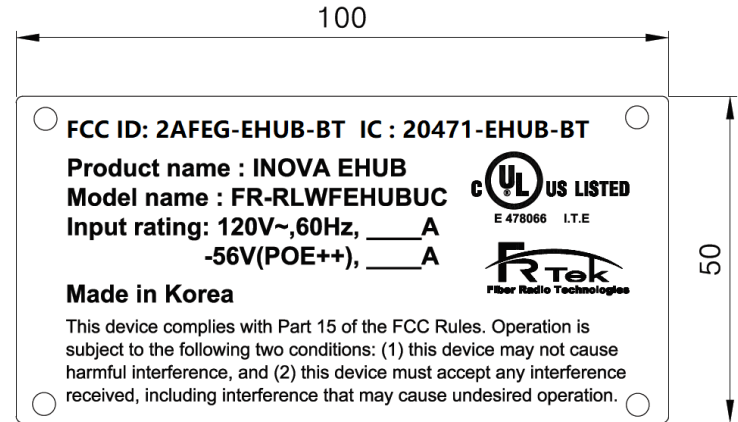 100
FCC ID: 2AFEG-EHUB-BT IC : 20471-EHUB-BT
Product name : INOVA EHUB
Model name : FR-RLWFEHUBUC
Input rating: 120V~,60Hz, ____A
-56V(POE++), ____A
C UL ® US LISTED
E 478066 I.T.E
FR Tek
Fiber Radio Technologies
Made in Korea
This device complies with Part 15 of the FCC Rules. Operation is
subject to the following two conditions: (1) this device may not cause
harmful interference, and (2) this device must accept any interference
received, including interference that may cause undesired operation.
50